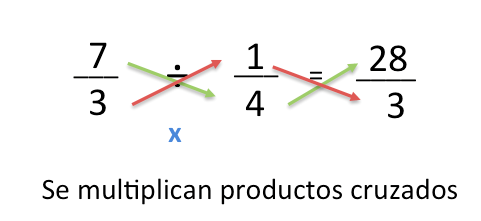 7 ÷ 1 = 28
3 4 3
x
Se multiplican productos cruzados